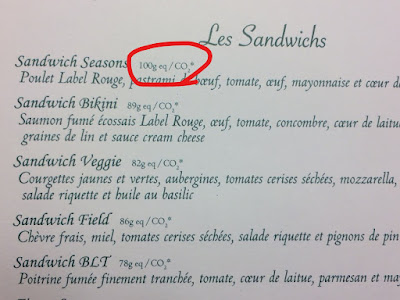 Les Sandwichs
Sandwich Seasons 100g eq/CO₂*
Poulet Label Rouge, pastrami de bœuf, tomate, œuf, mayonnaise et cœur d
Sandwich Bikini 89g eq/CO₂*
Saumon fumé écossais Label Rouge, œuf, tomate, concombre, cœur de laitue
graines de lin et sauce cream cheese
Sandwich Veggie 82g eq/CO₂*
Courgettes jaunes et vertes, aubergines, tomates cerises séchées, mozzarella,
salade riquette et huile au basilic
Sandwich Field 86g eq/CO₂*
Chèvre frais, miel, tomates cerises séchées, salade riquette et pignons de pin
Sandwich BLT 78g eq/CO₂*
Poitrine fumée finement tranchée, tomate, cœur de laitue, parmesan et may